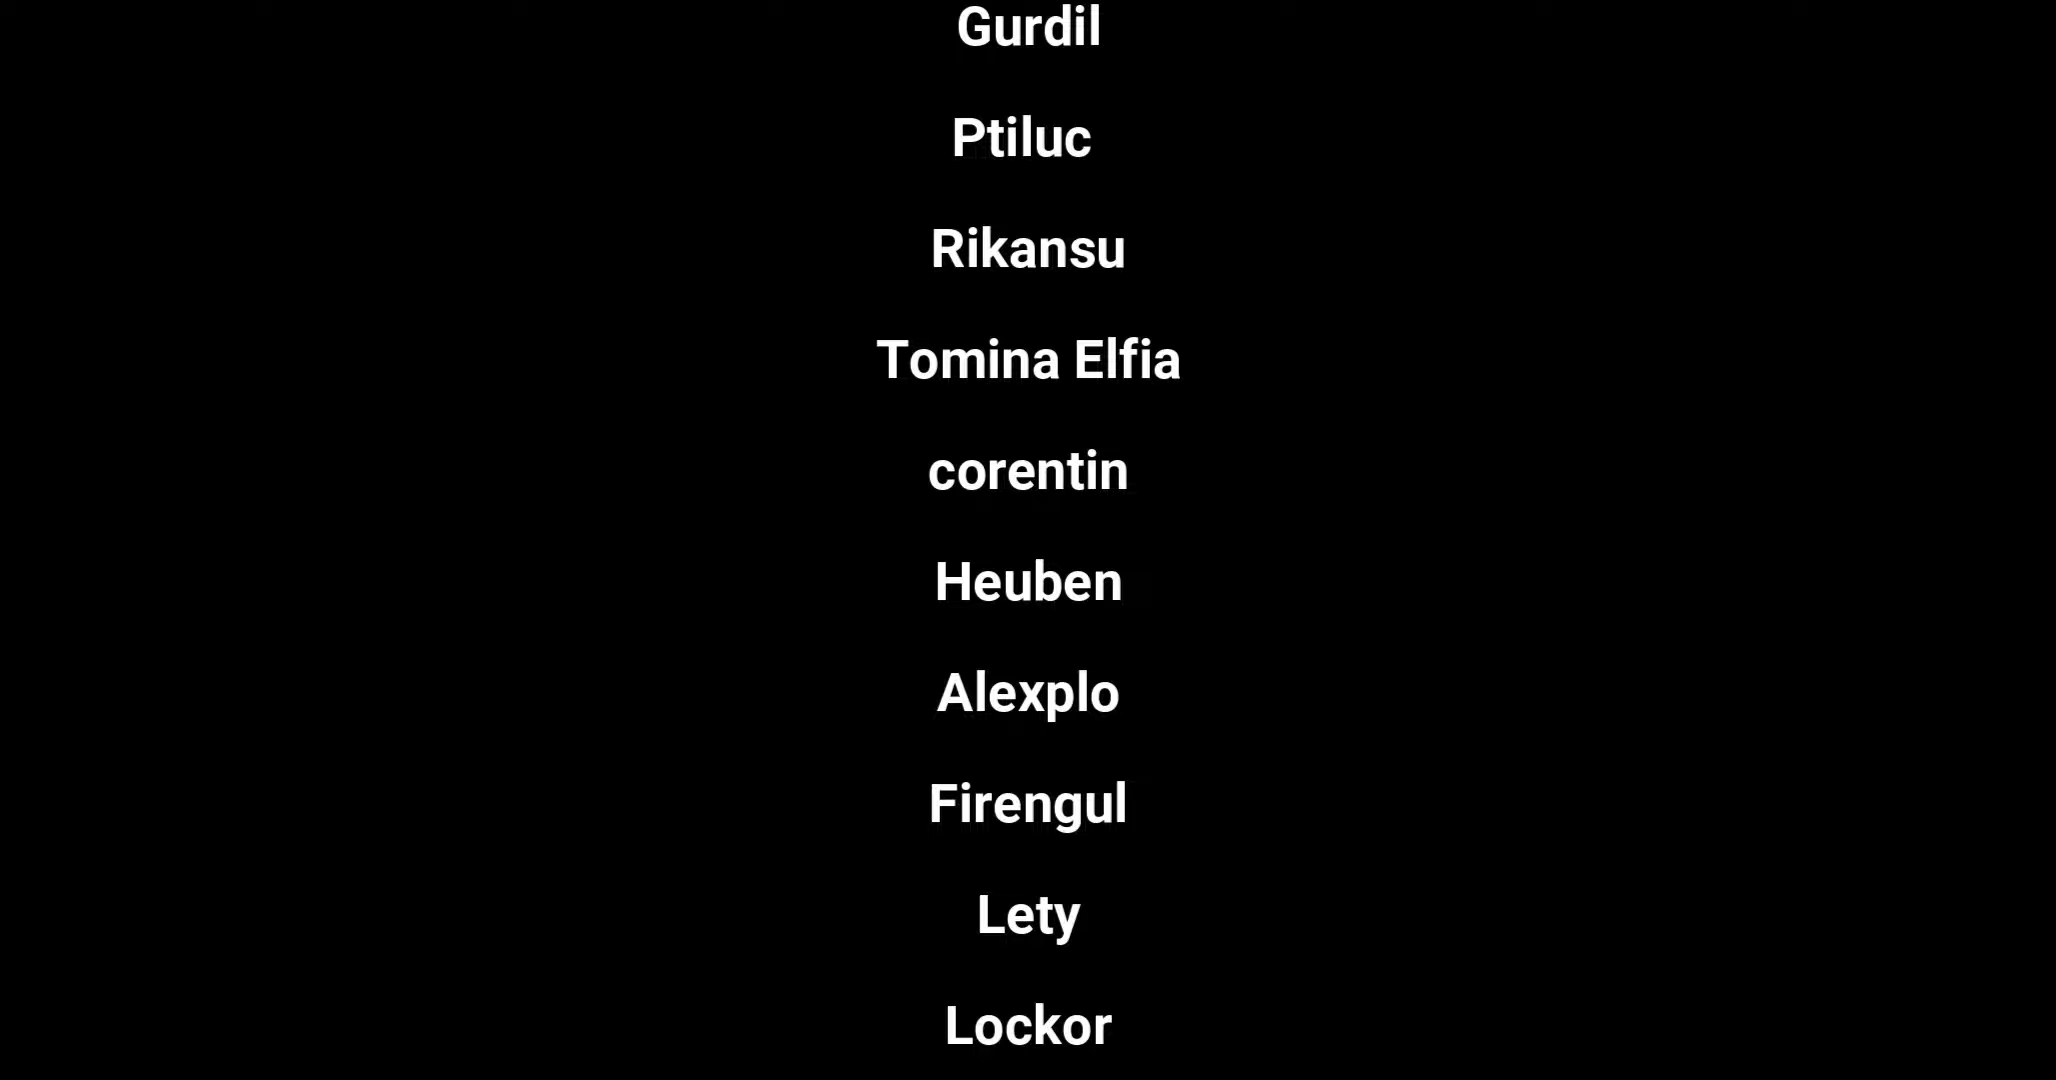 Gurdil
Ptiluc
Rikansu
Tomina Elfia
corentin
Heuben
Alexplo
Firengul
Lety
Lockor